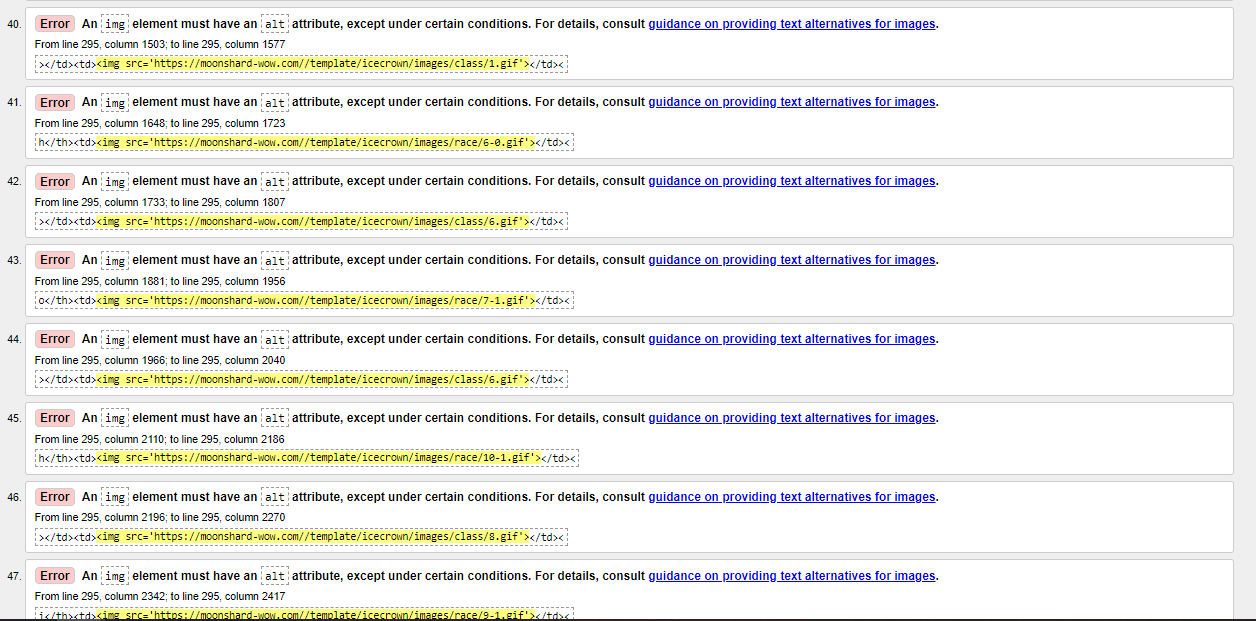 40. Error An img element must have an alt attribute, except under certain conditions. For details, consult guidance on providing text alternatives for images.
From line 295, column 1503; to line 295, column 1577
></td><td><img src='https://moonshard-wow.com//template/icecrown/images/class/1.gif'></td><
41. Error An img element must have an alt attribute, except under certain conditions. For details, consult guidance on providing text alternatives for images.
From line 295, column 1648; to line 295, column 1723
h</th><td><img src='https://moonshard-wow.com//template/icecrown/images/race/6-0.gif'></td><
42. Error An img element must have an alt attribute, except under certain conditions. For details, consult guidance on providing text alternatives for images.
From line 295, column 1733; to line 295, column 1807
></td><td><img src='https://moonshard-wow.com//template/icecrown/images/class/6.gif'></td><
43. Error An img element must have an alt attribute, except under certain conditions. For details, consult guidance on providing text alternatives for images.
From line 295, column 1881; to line 295, column 1956
o</th><td><img src='https://moonshard-wow.com//template/icecrown/images/race/7-1.gif'></td><
44. Error An img element must have an alt attribute, except under certain conditions. For details, consult guidance on providing text alternatives for images.
From line 295, column 1966; to line 295, column 2040
></td><td><img src='https://moonshard-wow.com//template/icecrown/images/class/6.gif'></td><
45. Error An img element must have an alt attribute, except under certain conditions. For details, consult guidance on providing text alternatives for images.
From line 295, column 2110; to line 295, column 2186
h</th><td><img src='https://moonshard-wow.com//template/icecrown/images/race/10-1.gif'></td><
46. Error An img element must have an alt attribute, except under certain conditions. For details, consult guidance on providing text alternatives for images.
From line 295, column 2196; to line 295, column 2270
></td><td><img src='https://moonshard-wow.com//template/icecrown/images/class/8.gif'></td><
47. Error An img element must have an alt attribute, except under certain conditions. For details, consult guidance on providing text alternatives for images.
From line 295, column 2342; to line 295, column 2417
i</th><td><img src='https://moonshard-wow.com//template/icecrown/images/race/9-1.gif'></td><